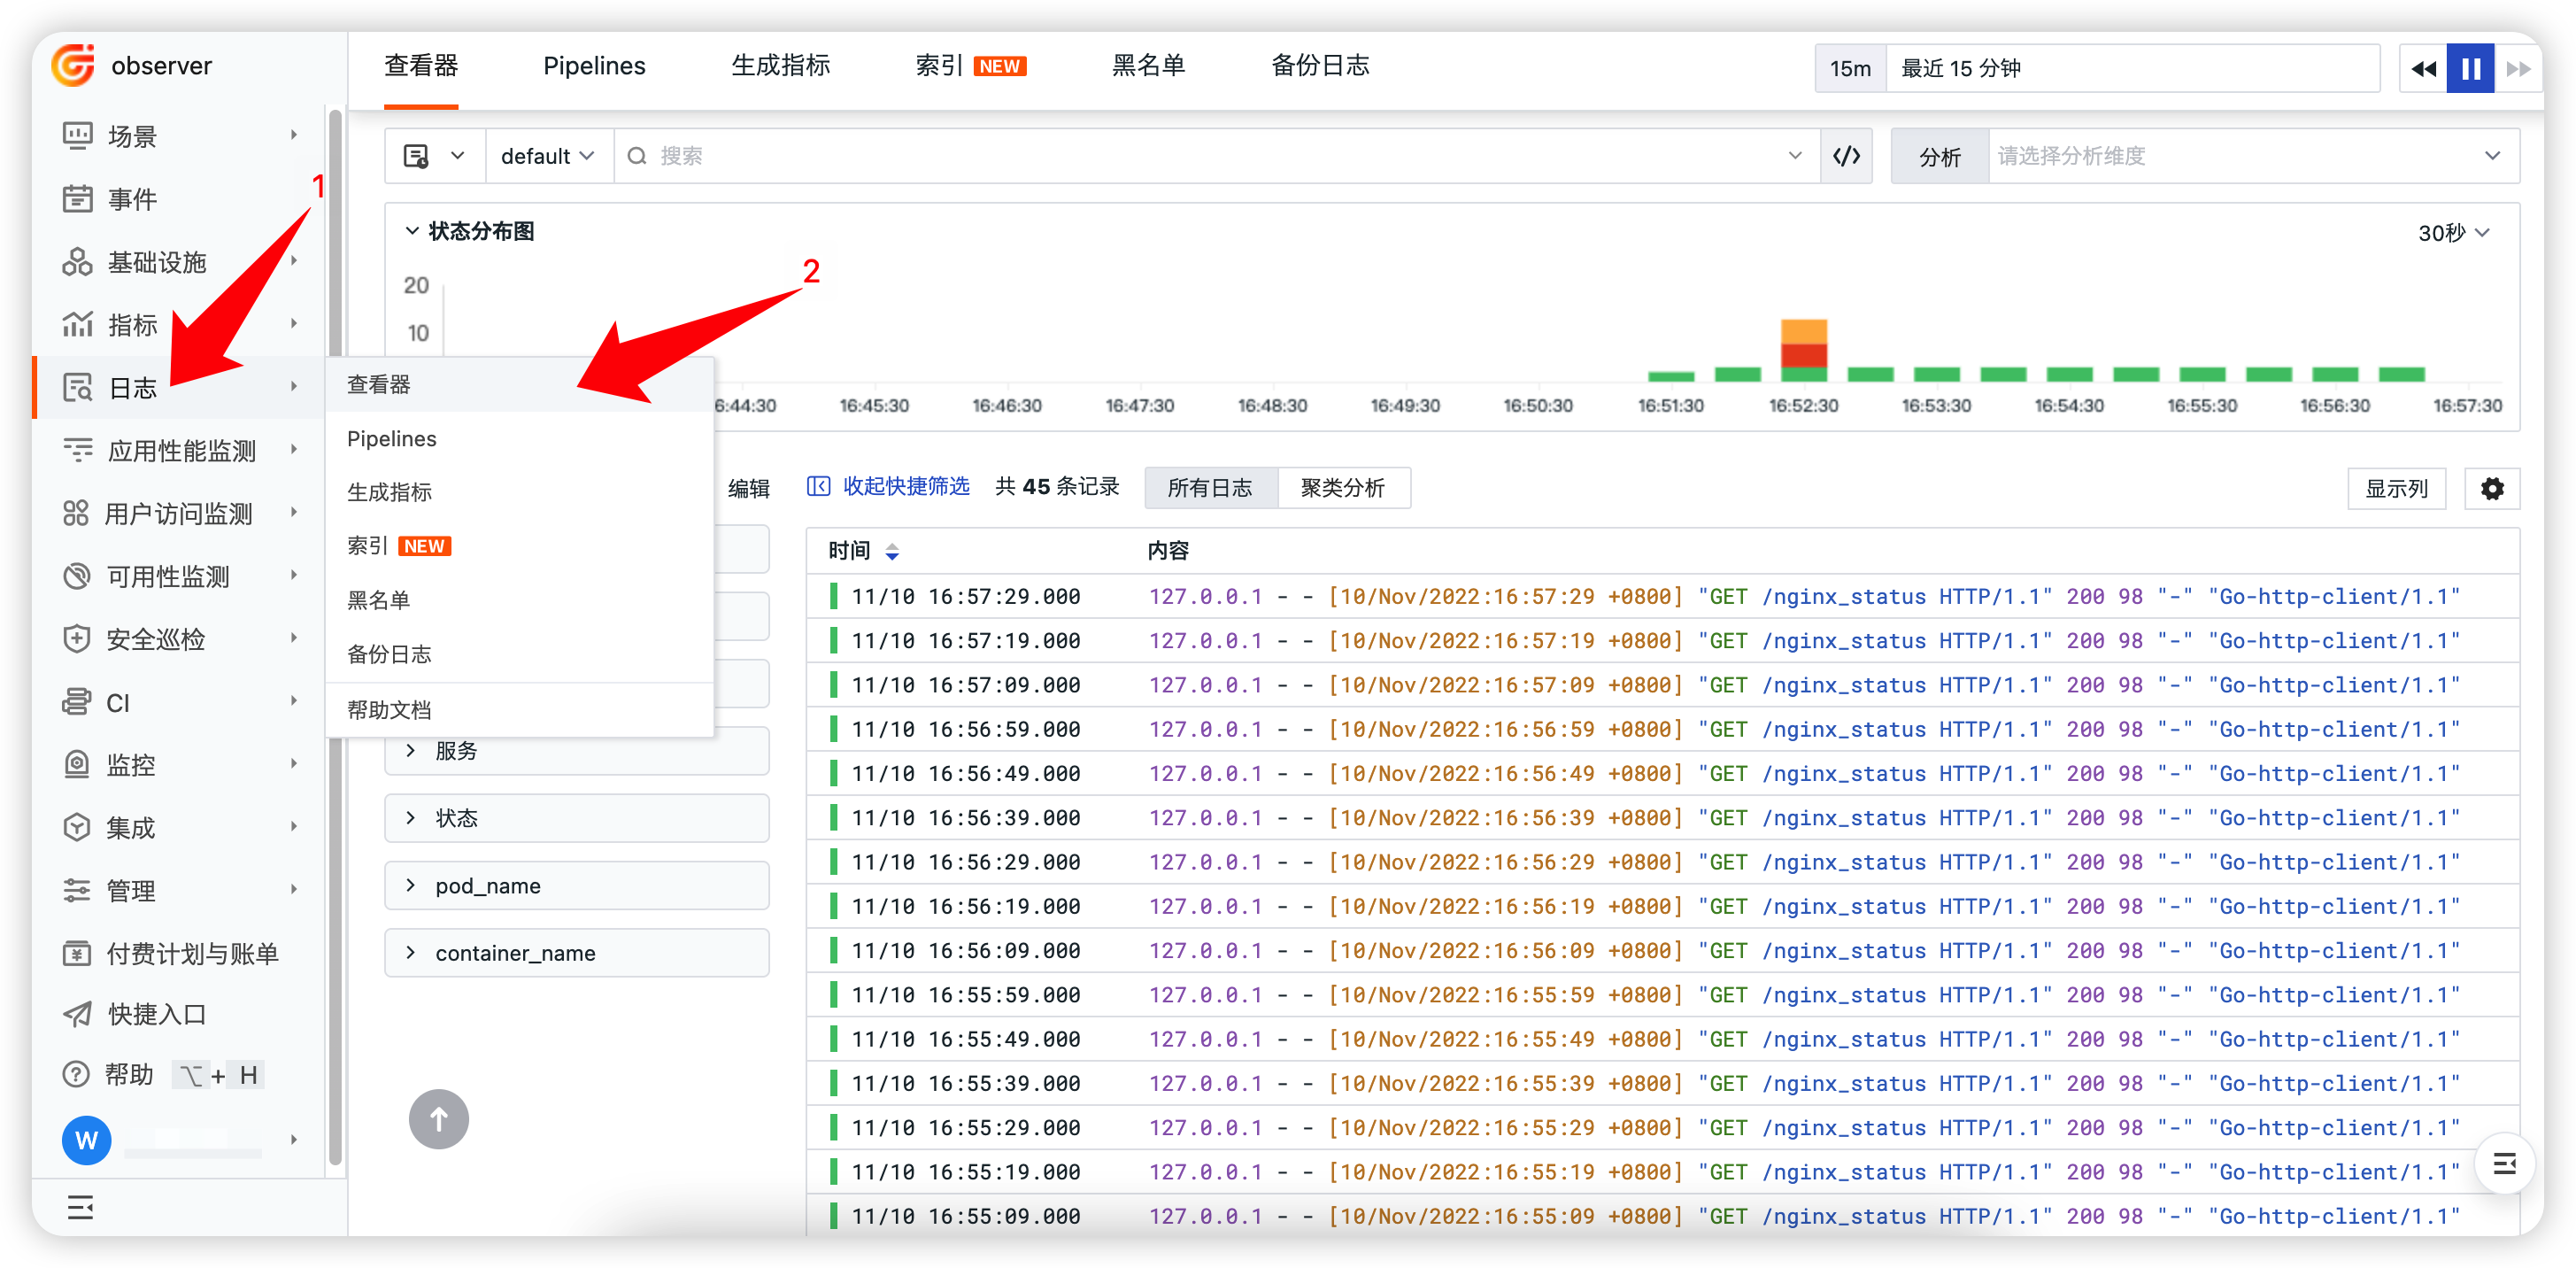 observer
查看器 Pipelines 生成指标 索引 NEW 黑名单 备份日志
15m 最近 15 分钟
场景
事件
基础设施
指标
日志
应用性能监测
用户访问监测
可用性监测
安全巡检
CI
监控
集成
管理
付费计划与账单
快捷入口
帮助 ⌥ + H
W
1
2
查看器
Pipelines
生成指标
索引 NEW
黑名单
备份日志
帮助文档
default 搜索 </> 分析 请选择分析维度
状态分布图 30秒
20
10
6:44:30 16:45:30 16:46:30 16:47:30 16:48:30 16:49:30 16:50:30 16:51:30 16:52:30 16:53:30 16:54:30 16:55:30 16:56:30 16:57:30
编辑 收起快捷筛选 共 45 条记录 所有日志 聚类分析 显示列
服务
状态
pod_name
container_name
时间 内容
11/10 16:57:29.000 127.0.0.1 - - [10/Nov/2022:16:57:29 +0800] "GET /nginx_status HTTP/1.1" 200 98 "-" "Go-http-client/1.1"
11/10 16:57:19.000 127.0.0.1 - - [10/Nov/2022:16:57:19 +0800] "GET /nginx_status HTTP/1.1" 200 98 "-" "Go-http-client/1.1"
11/10 16:57:09.000 127.0.0.1 - - [10/Nov/2022:16:57:09 +0800] "GET /nginx_status HTTP/1.1" 200 98 "-" "Go-http-client/1.1"
11/10 16:56:59.000 127.0.0.1 - - [10/Nov/2022:16:56:59 +0800] "GET /nginx_status HTTP/1.1" 200 98 "-" "Go-http-client/1.1"
11/10 16:56:49.000 127.0.0.1 - - [10/Nov/2022:16:56:49 +0800] "GET /nginx_status HTTP/1.1" 200 98 "-" "Go-http-client/1.1"
11/10 16:56:39.000 127.0.0.1 - - [10/Nov/2022:16:56:39 +0800] "GET /nginx_status HTTP/1.1" 200 98 "-" "Go-http-client/1.1"
11/10 16:56:29.000 127.0.0.1 - - [10/Nov/2022:16:56:29 +0800] "GET /nginx_status HTTP/1.1" 200 98 "-" "Go-http-client/1.1"
11/10 16:56:19.000 127.0.0.1 - - [10/Nov/2022:16:56:19 +0800] "GET /nginx_status HTTP/1.1" 200 98 "-" "Go-http-client/1.1"
11/10 16:56:09.000 127.0.0.1 - - [10/Nov/2022:16:56:09 +0800] "GET /nginx_status HTTP/1.1" 200 98 "-" "Go-http-client/1.1"
11/10 16:55:59.000 127.0.0.1 - - [10/Nov/2022:16:55:59 +0800] "GET /nginx_status HTTP/1.1" 200 98 "-" "Go-http-client/1.1"
11/10 16:55:49.000 127.0.0.1 - - [10/Nov/2022:16:55:49 +0800] "GET /nginx_status HTTP/1.1" 200 98 "-" "Go-http-client/1.1"
11/10 16:55:39.000 127.0.0.1 - - [10/Nov/2022:16:55:39 +0800] "GET /nginx_status HTTP/1.1" 200 98 "-" "Go-http-client/1.1"
11/10 16:55:29.000 127.0.0.1 - - [10/Nov/2022:16:55:29 +0800] "GET /nginx_status HTTP/1.1" 200 98 "-" "Go-http-client/1.1"
11/10 16:55:19.000 127.0.0.1 - - [10/Nov/2022:16:55:19 +0800] "GET /nginx_status HTTP/1.1" 200 98 "-" "Go-http-client/1.1"
11/10 16:55:09.000 127.0.0.1 - - [10/Nov/2022:16:55:09 +0800] "GET /nginx_status HTTP/1.1" 200 98 "-" "Go-http-client/1.1"